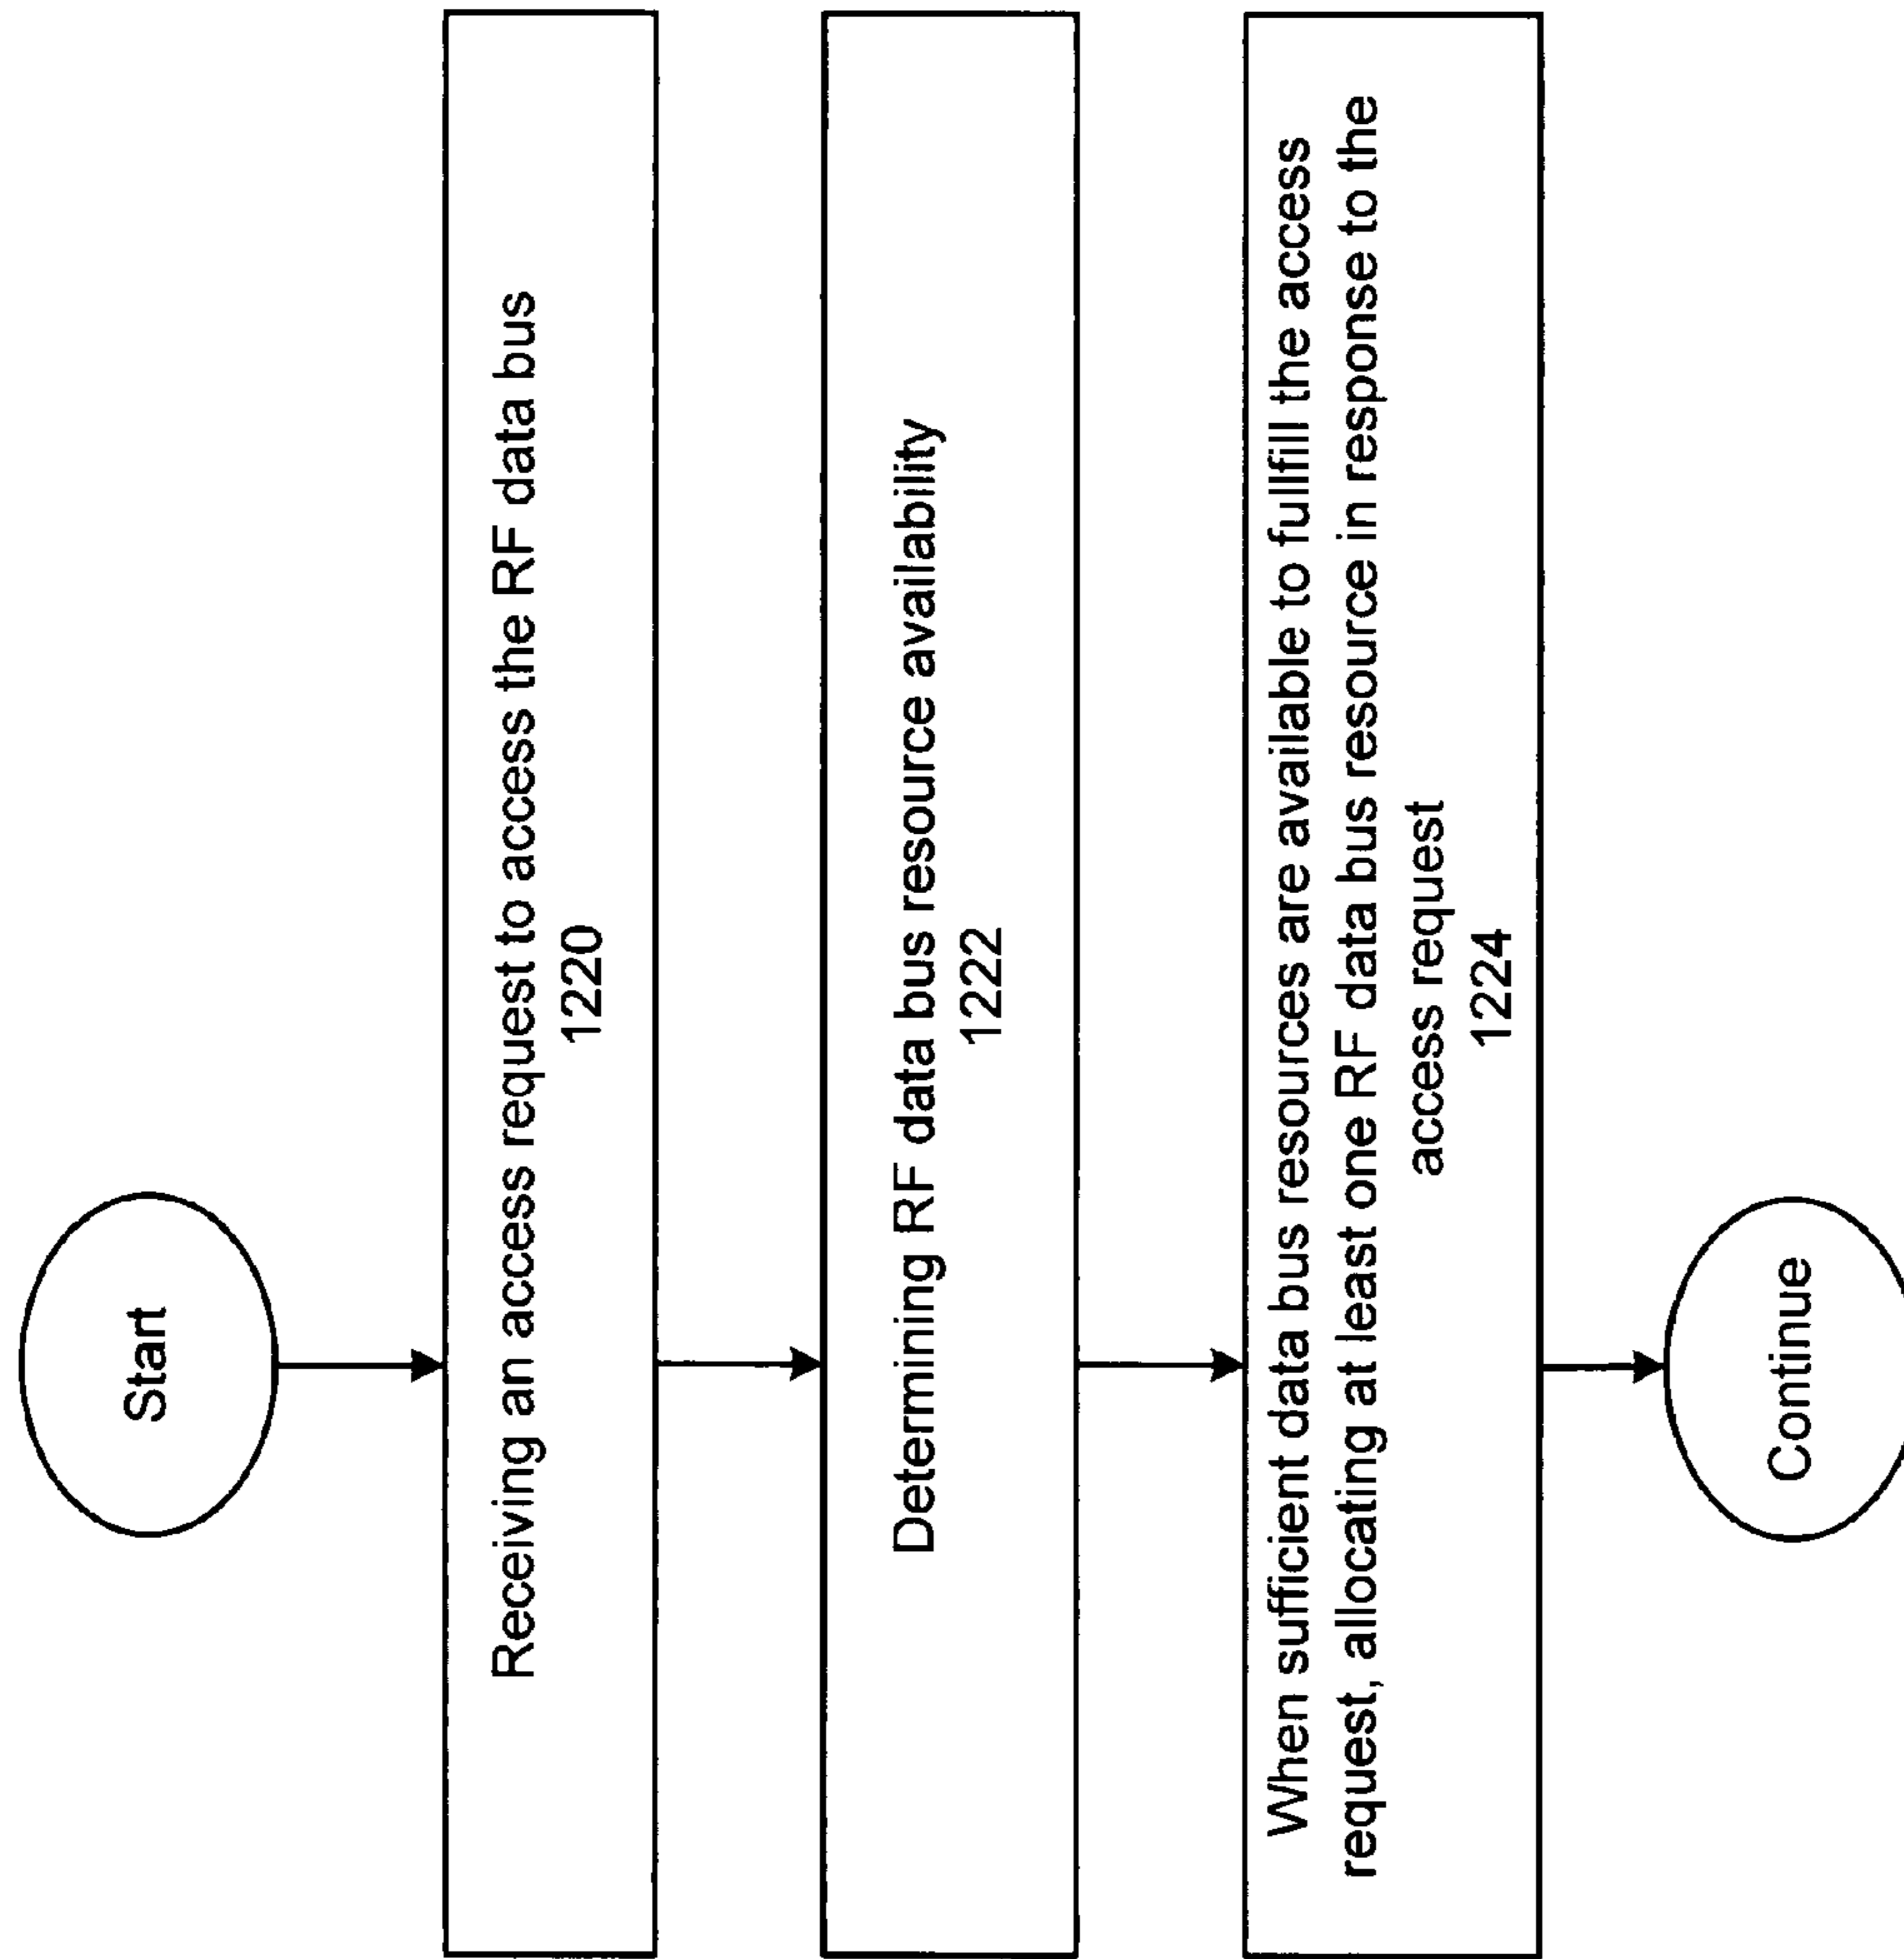 Start
Receiving an access request to access the RF data bus
1220
Determining RF data bus resource availability
1222
When sufficient data bus resources are available to fullfill the access
request, allocating at least one RF data bus resource in response to the
access request
1224
Continue